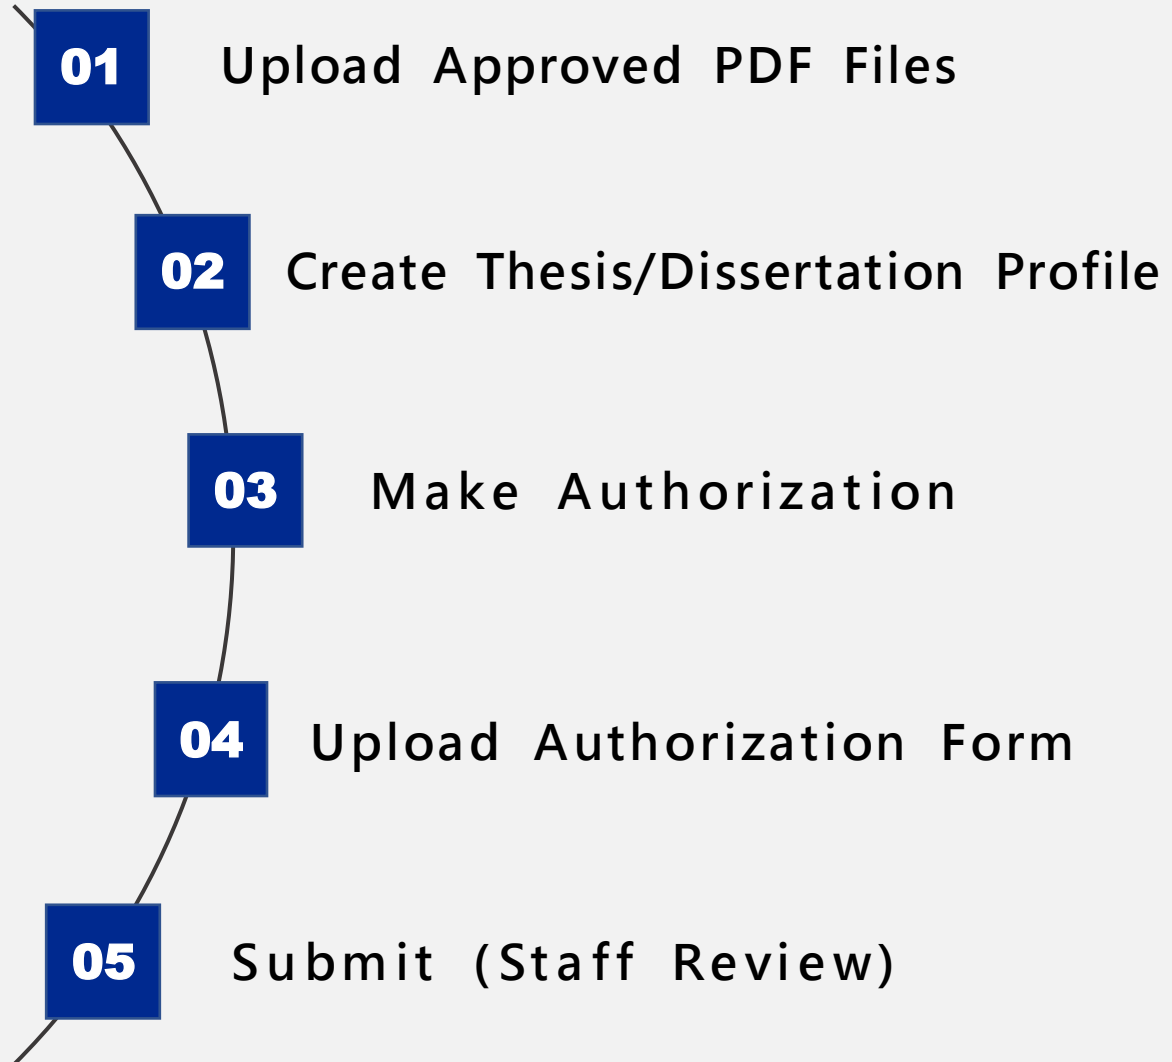 01 Upload Approved PDF Files
02 Create Thesis/Dissertation Profile
03 Make Authorization
04 Upload Authorization Form
05 Submit (Staff Review)